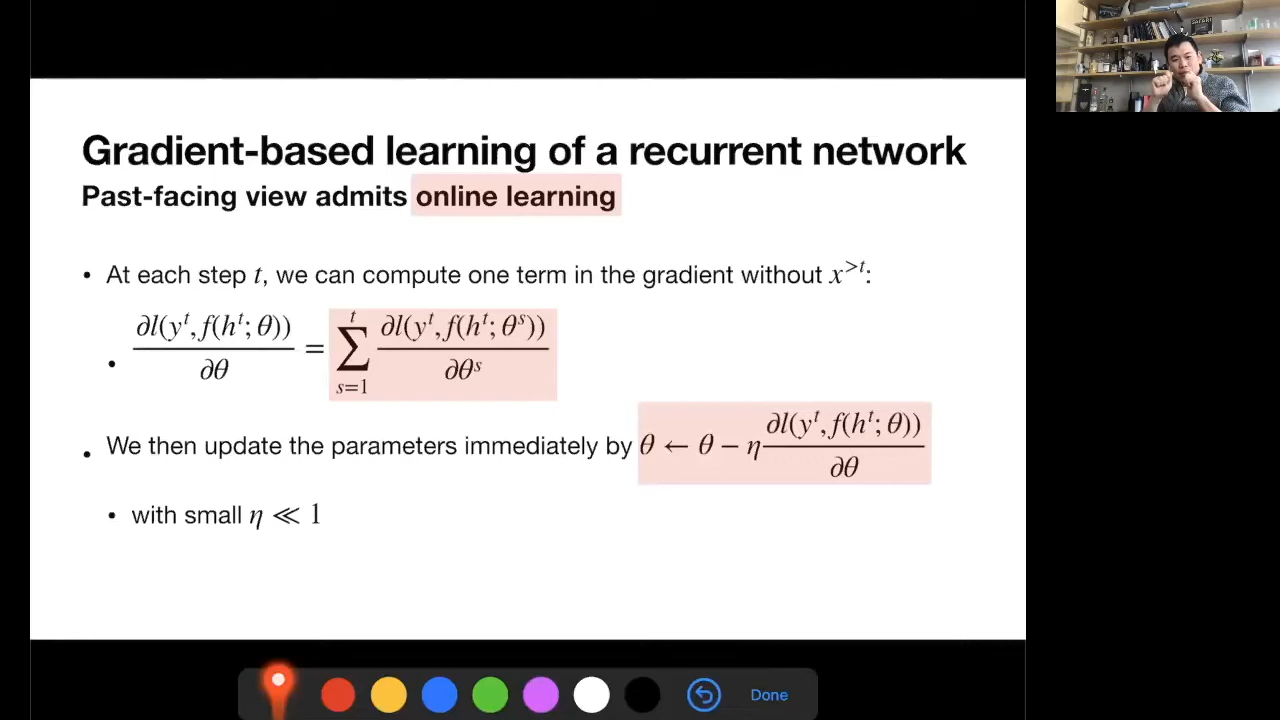 Gradient-based learning of a recurrent network
Past-facing view admits online learning
• At each step t, we can compute one term in the gradient without x^{>t}:
• ∂l(y^t, f(h^t; θ))/∂θ = ∑_{s=1}^{t} ∂l(y^t, f(h^t; θ^s))/∂θ^s
• We then update the parameters immediately by θ ← θ − η ∂l(y^t, f(h^t; θ))/∂θ
• with small η ≪ 1
Done